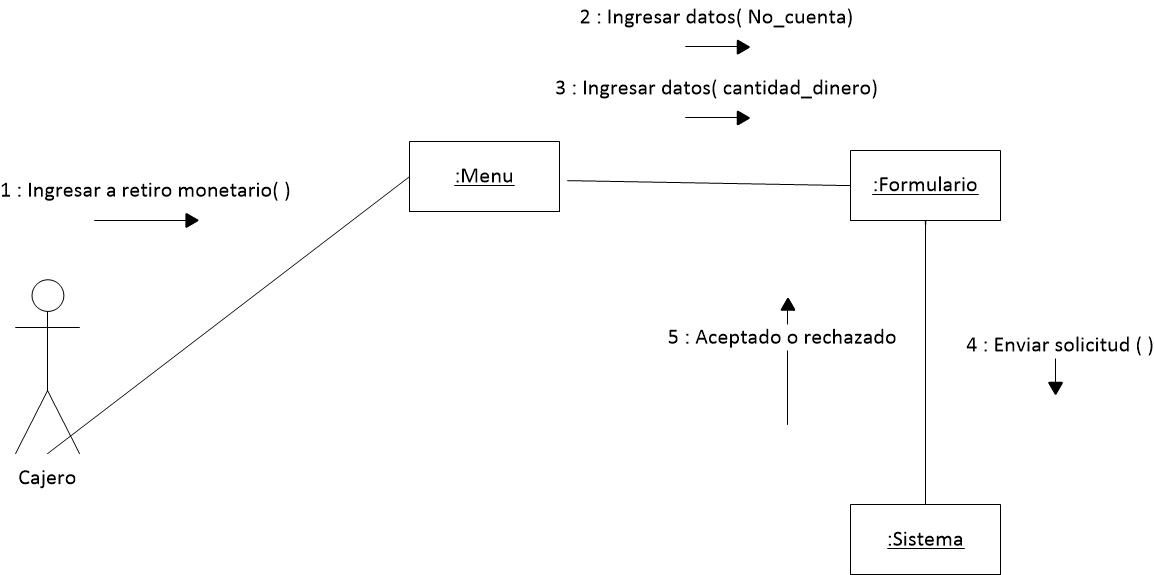 2 : Ingresar datos( No_cuenta)
3 : Ingresar datos( cantidad_dinero)
1 : Ingresar a retiro monetario( )
:Menu
:Formulario
5 : Aceptado o rechazado
4 : Enviar solicitud ( )
Cajero
:Sistema